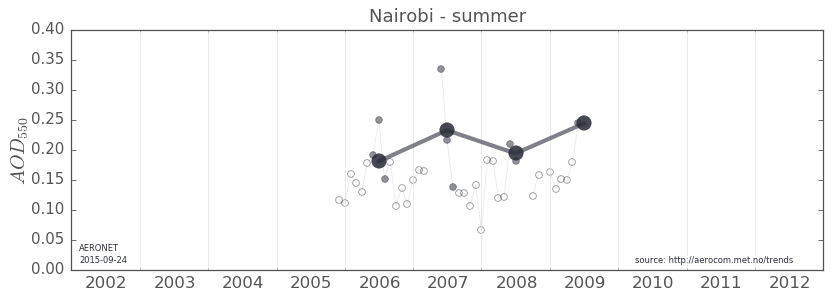 Nairobi - summer
0.40
0.35
0.30
0.25
0.20
0.15
0.10
0.05
0.00
AOD550
AERONET
2015-09-24
source: http://aerocom.met.no/trends
2002 2003 2004 2005 2006 2007 2008 2009 2010 2011 2012